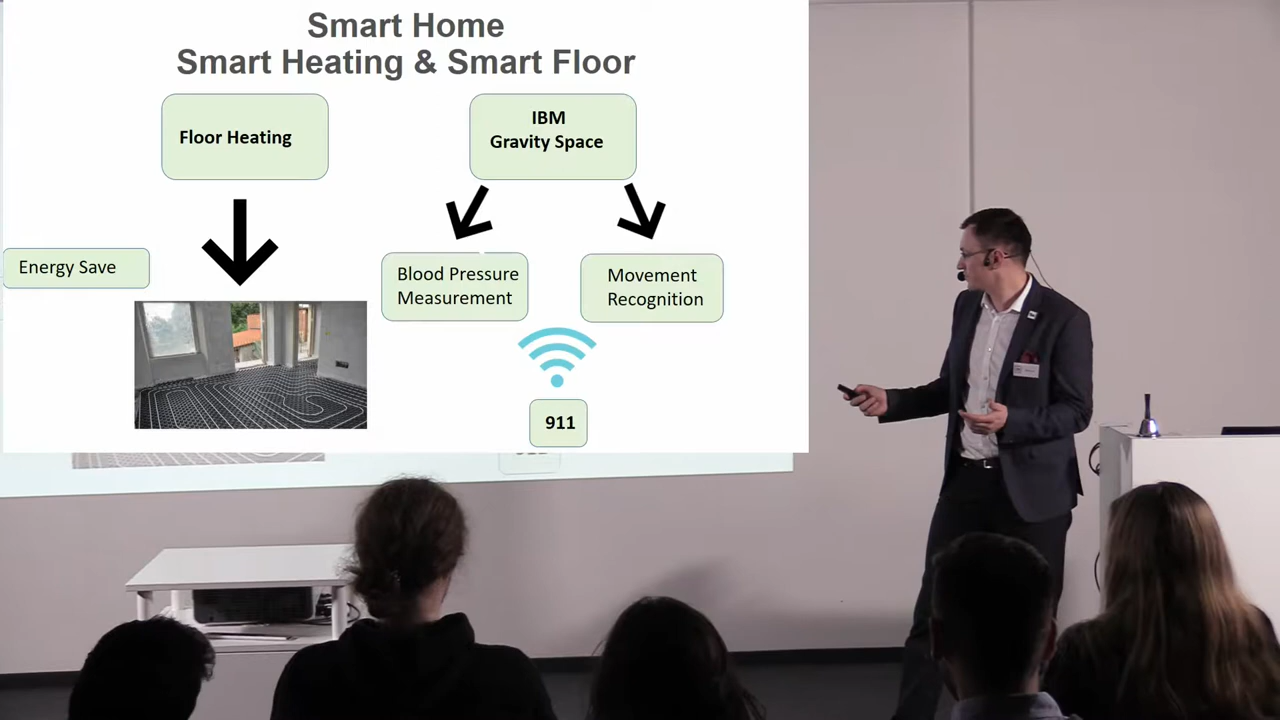 Smart Home
Smart Heating & Smart Floor
Floor Heating
IBM
Gravity Space
Energy Save
Blood Pressure
Measurement
Movement
Recognition
911